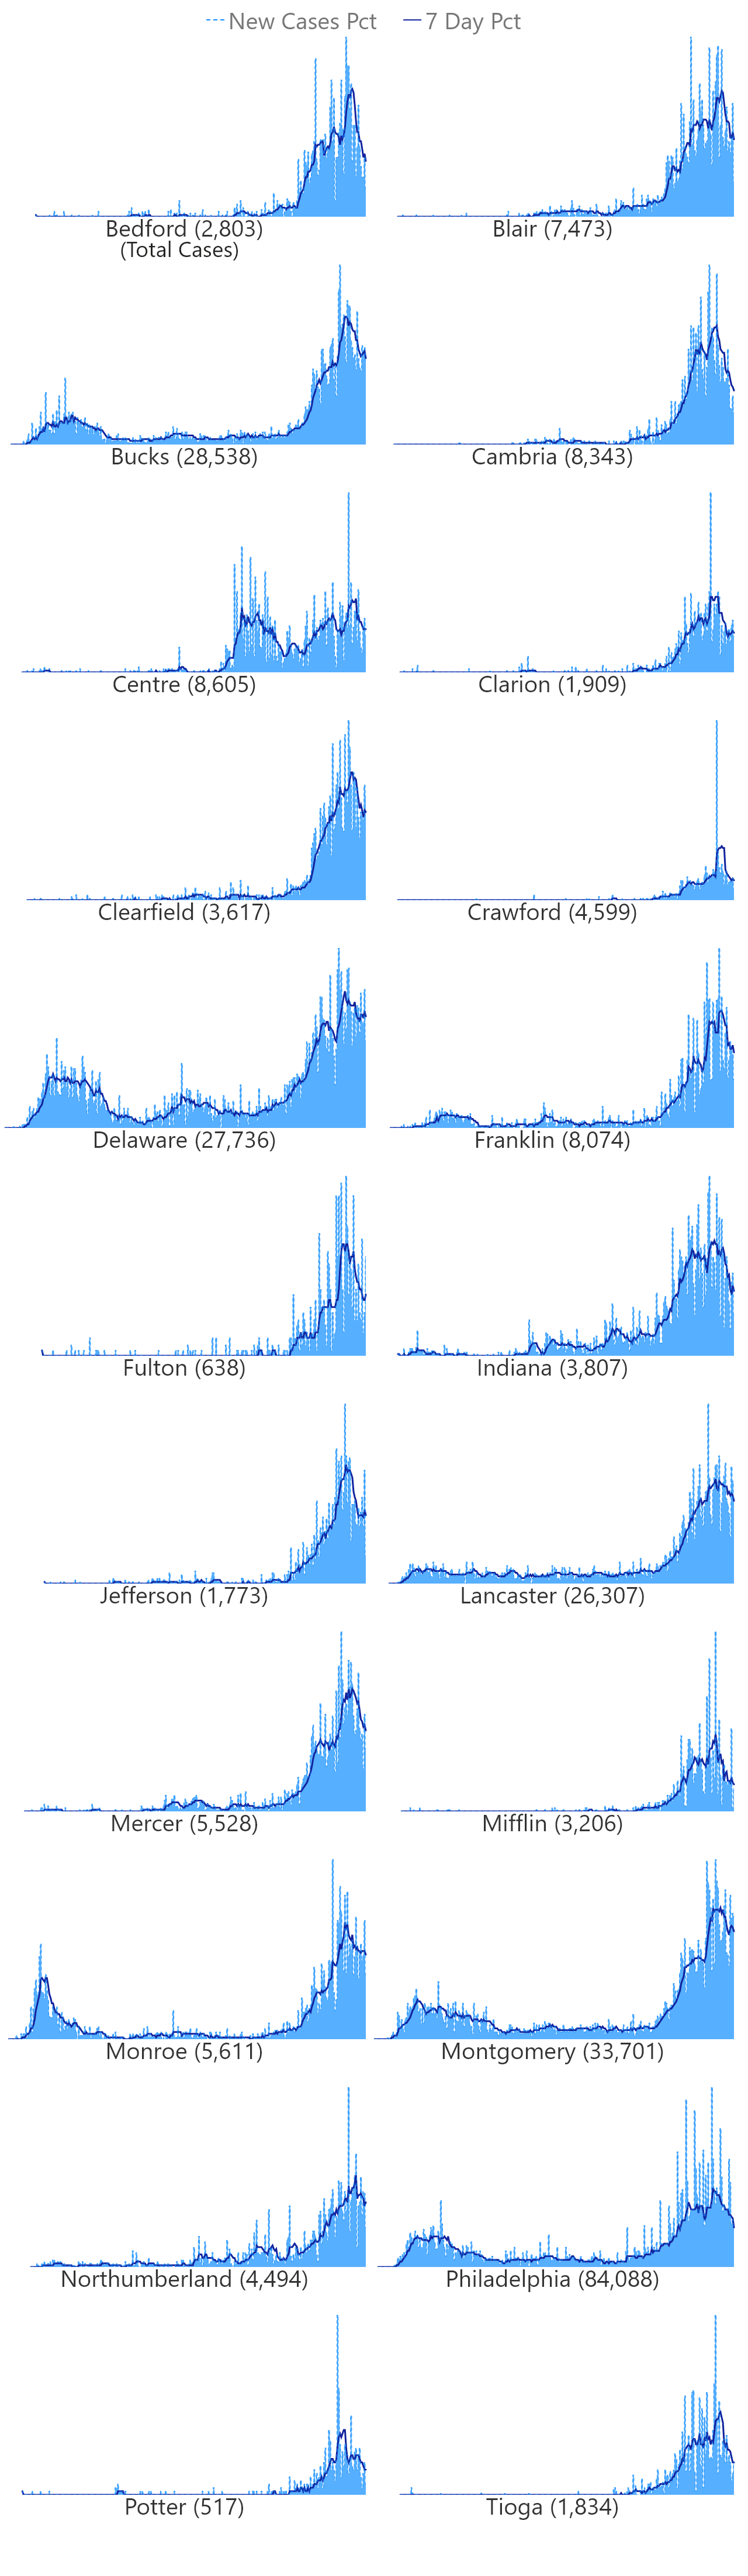 New Cases Pct 7 Day Pct
Bedford (2,803) Blair (7,473)
(Total Cases)
Bucks (28,538) Cambria (8,343)
Centre (8,605) Clarion (1,909)
Clearfield (3,617) Crawford (4,599)
Delaware (27,736) Franklin (8,074)
Fulton (638) Indiana (3,807)
Jefferson (1,773) Lancaster (26,307)
Mercer (5,528) Mifflin (3,206)
Monroe (5,611) Montgomery (33,701)
Northumberland (4,494) Philadelphia (84,088)
Potter (517) Tioga (1,834)